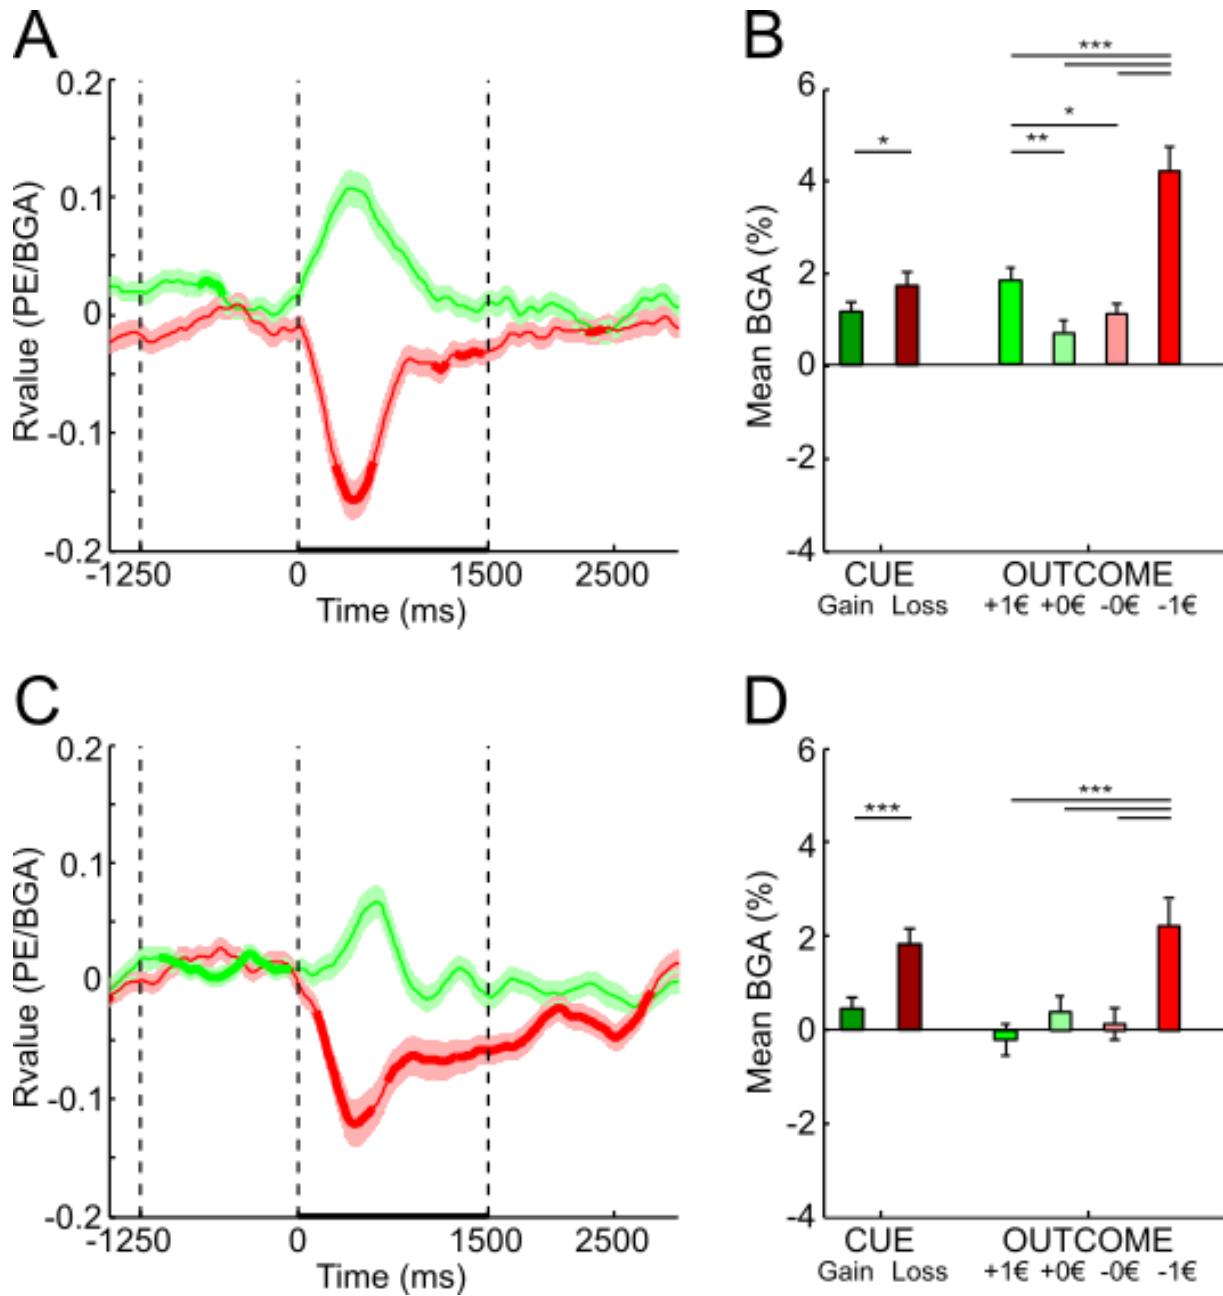 A
Rvalue (PE/BGA)
0.2
0.1
0
-0.1
-0.2
-1250 0 1500 2500
Time (ms)
B
Mean BGA (%)
6
4
2
0
-2
-4
*
**
*
***
CUE OUTCOME
Gain Loss +1€ +0€ -0€ -1€
C
Rvalue (PE/BGA)
0.2
0.1
0
-0.1
-0.2
-1250 0 1500 2500
Time (ms)
D
Mean BGA (%)
6
4
2
0
-2
-4
***
***
CUE OUTCOME
Gain Loss +1€ +0€ -0€ -1€